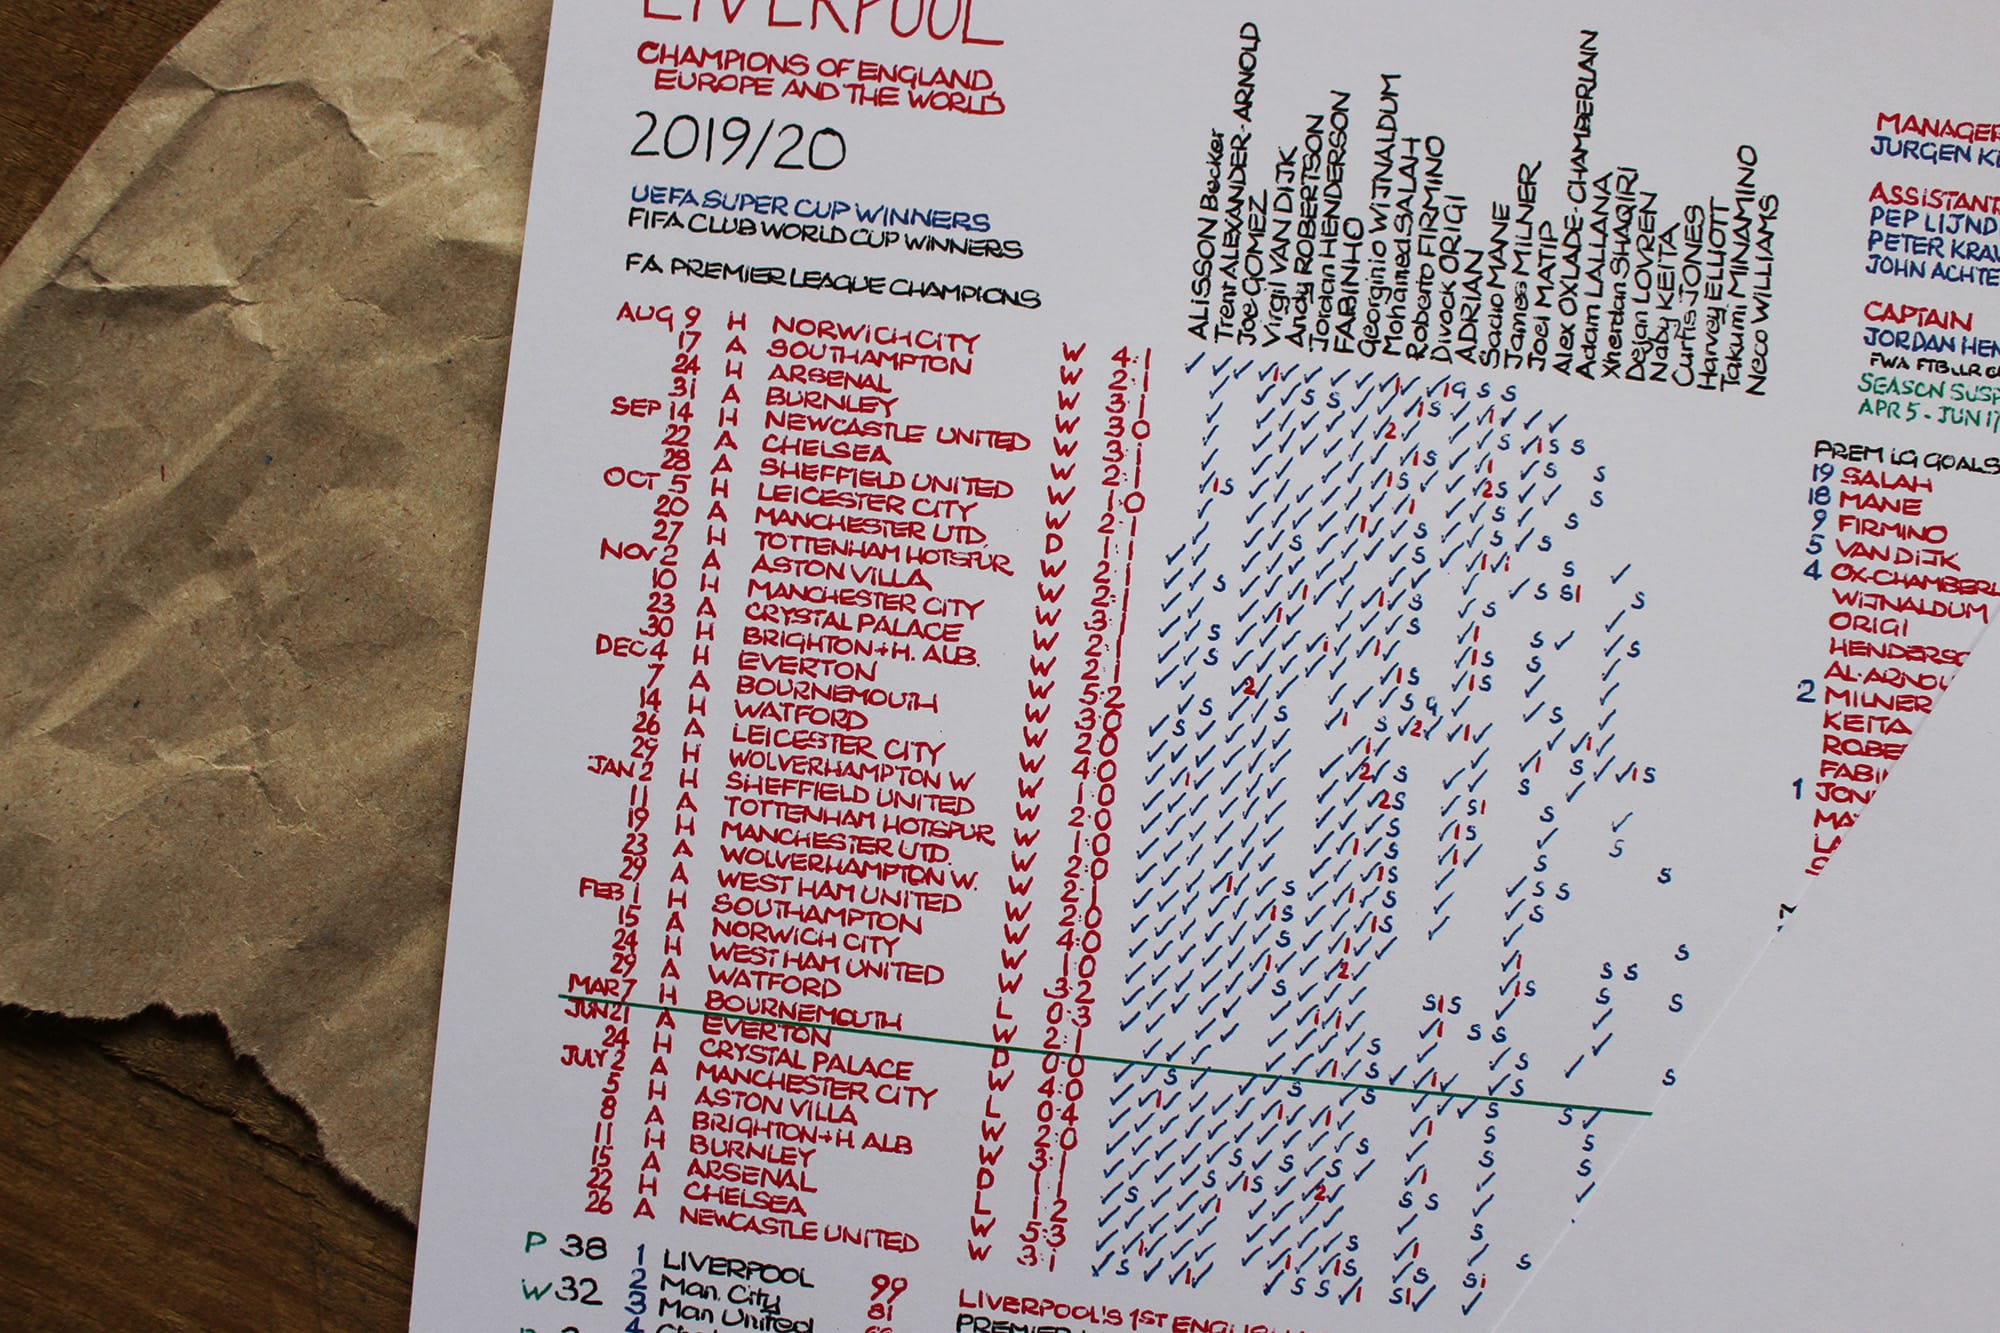 LIVERPOOL
CHAMPIONS OF ENGLAND,
EUROPE AND THE WORLD
2019/20
UEFA SUPER CUP WINNERS
FIFA CLUB WORLD CUP WINNERS
FA PREMIER LEAGUE CHAMPIONS
ALISSON Becker
Trent ALEXANDER-ARNOLD
Joe GOMEZ
Virgil VAN DIJK
Andy ROBERTSON
Jordan HENDERSON
FABINHO
Georginio WIJNALDUM
Mohamed SALAH
Roberto FIRMINO
Divock ORIGI
ADRIAN
Sadio MANE
James MILNER
Joel MATIP
Alex OXLADE-CHAMBERLAIN
Adam LALLANA
Xherdan SHAQIRI
Dejan LOVREN
Naby KEITA
Curtis JONES
Harvey ELLIOTT
Takumi MINAMINO
Neco WILLIAMS
AUG 9 H NORWICH CITY W 4:1
17 A SOUTHAMPTON W 2:1
24 H ARSENAL W 3:1
31 A BURNLEY W 3:0
SEP 14 H NEWCASTLE UNITED W 3:1
22 A CHELSEA W 2:1
28 A SHEFFIELD UNITED W 1:0
OCT 5 H LEICESTER CITY W 2:1
20 A MANCHESTER UTD. D 1:1
27 H TOTTENHAM HOTSPUR W 2:1
NOV 2 A ASTON VILLA W 2:1
10 H MANCHESTER CITY W 3:1
23 A CRYSTAL PALACE W 2:1
30 H BRIGHTON+H. ALB. W 2:1
DEC 4 H EVERTON W 5:2
7 A BOURNEMOUTH W 3:0
14 H WATFORD W 2:0
26 A LEICESTER CITY W 4:0
29 H WOLVERHAMPTON W W 1:0
JAN 2 H SHEFFIELD UNITED W 2:0
11 A TOTTENHAM HOTSPUR W 1:0
19 H MANCHESTER UTD. W 2:0
23 A WOLVERHAMPTON W. W 2:1
29 A WEST HAM UNITED W 2:0
FEB 1 H SOUTHAMPTON W 4:0
15 A NORWICH CITY W 1:0
24 H WEST HAM UNITED W 3:2
29 A WATFORD L 0:3
MAR 7 H BOURNEMOUTH W 2:1
JUN 21 A EVERTON D 0:0
24 H CRYSTAL PALACE W 4:0
JULY 2 A MANCHESTER CITY L 0:4
5 H ASTON VILLA W 2:0
8 A BRIGHTON+H. ALB W 3:1
11 H BURNLEY D 1:1
15 A ARSENAL L 1:2
22 H CHELSEA W 5:3
26 A NEWCASTLE UNITED W 3:1
P 38
W 32
1 LIVERPOOL 99
2 Man. City 81
3 Man United
4
LIVERPOOL'S 1ST
MANAGER
JURGEN
ASSISTANT
PEP
PETER
JOHN
CAPTAIN
JORDAN
FWA
SEASON
APR 5 - JUN
PREM LG GOALS
19 SALAH
18 MANE
9 FIRMINO
5 VAN DIJK
4 OX-CHAMBERL
WIJNALDUM
ORIGI
HENDERSO
AL-ARNO
2 MILNER
KEITA
ROBE
FABI
1 JON